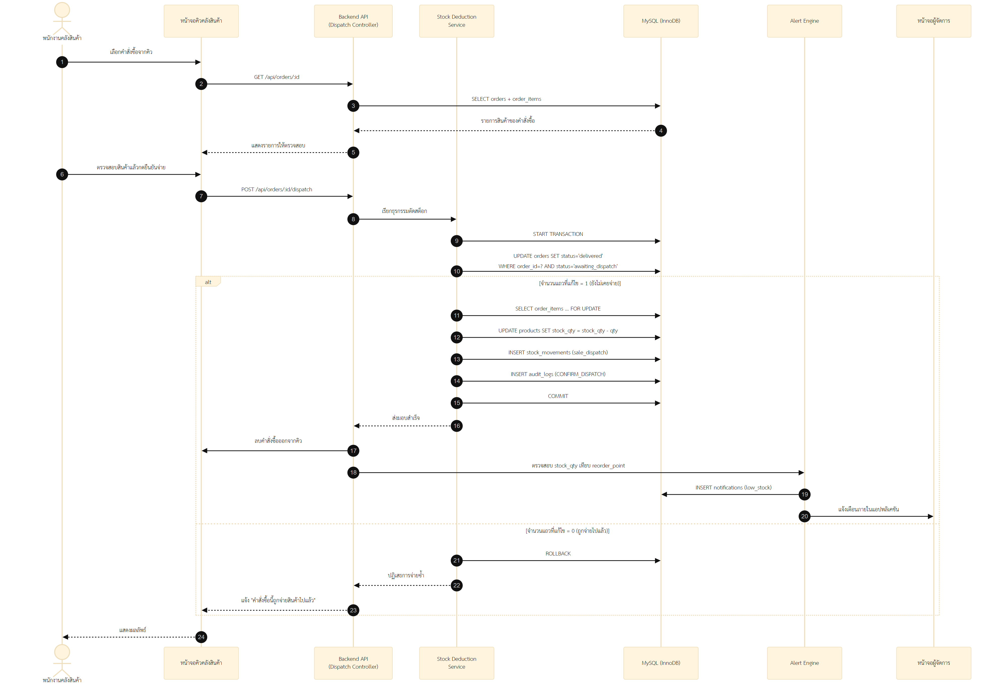 พนักงานคลังสินค้า
หน้าจอคิวคลังสินค้า
Backend API
(Dispatch Controller)
Stock Deduction
Service
MySQL (InnoDB)
Alert Engine
หน้าจอผู้จัดการ
เลือกคำสั่งซื้อจากคิว
1
GET /api/orders/:id
2
SELECT orders + order_items
3
รายการสินค้าของคำสั่งซื้อ
4
แสดงรายการให้ตรวจสอบ
5
ตรวจสอบสินค้าแล้วกดยืนยันจ่าย
6
POST /api/orders/:id/dispatch
7
เรียกธุรกรรมตัดสต็อก
8
START TRANSACTION
9
UPDATE orders SET status='delivered'
WHERE order_id=? AND status='awaiting_dispatch'
10
alt
[จำนวนแถวที่แก้ไข = 1 (ยังไม่เคยจ่าย)]
SELECT order_items ... FOR UPDATE
11
UPDATE products SET stock_qty = stock_qty - qty
12
INSERT stock_movements (sale_dispatch)
13
INSERT audit_logs (CONFIRM_DISPATCH)
14
COMMIT
15
ส่งมอบสำเร็จ
16
ลบคำสั่งซื้อออกจากคิว
17
ตรวจสอบ stock_qty เทียบ reorder_point
18
INSERT notifications (low_stock)
19
แจ้งเตือนภายในแอปพลิเคชัน
20
[จำนวนแถวที่แก้ไข = 0 (ถูกจ่ายไปแล้ว)]
ROLLBACK
21
ปฏิเสธการจ่ายซ้ำ
22
แจ้ง "คำสั่งซื้อนี้ถูกจ่ายสินค้าไปแล้ว"
23
แสดงผลลัพธ์
24
พนักงานคลังสินค้า
หน้าจอคิวคลังสินค้า
Backend API
(Dispatch Controller)
Stock Deduction
Service
MySQL (InnoDB)
Alert Engine
หน้าจอผู้จัดการ